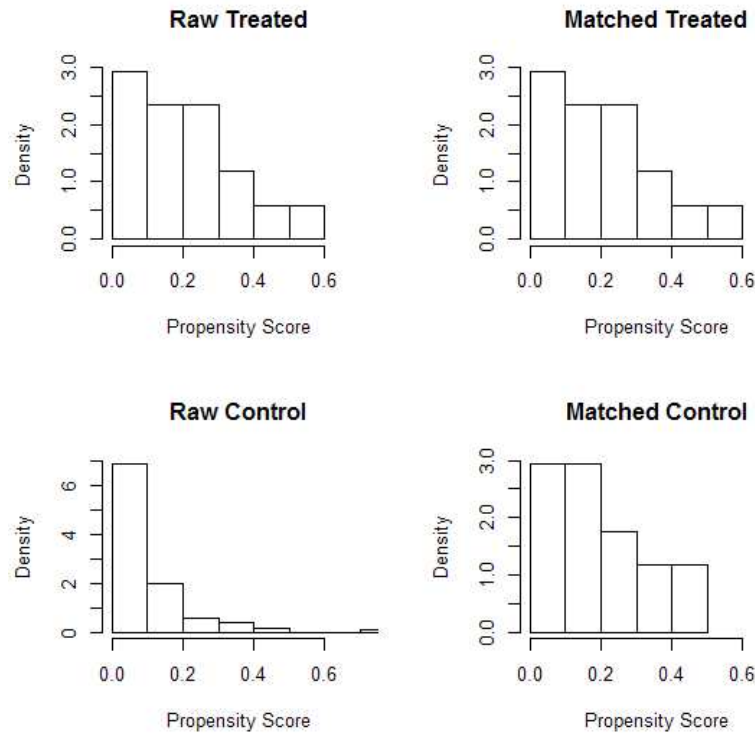 Raw Treated
Density
0.0 1.0 2.0 3.0
0.0 0.2 0.4 0.6
Propensity Score
Matched Treated
Density
0.0 1.0 2.0 3.0
0.0 0.2 0.4 0.6
Propensity Score
Raw Control
Density
0 2 4 6
0.0 0.2 0.4 0.6
Propensity Score
Matched Control
Density
0.0 1.0 2.0 3.0
0.0 0.2 0.4 0.6
Propensity Score